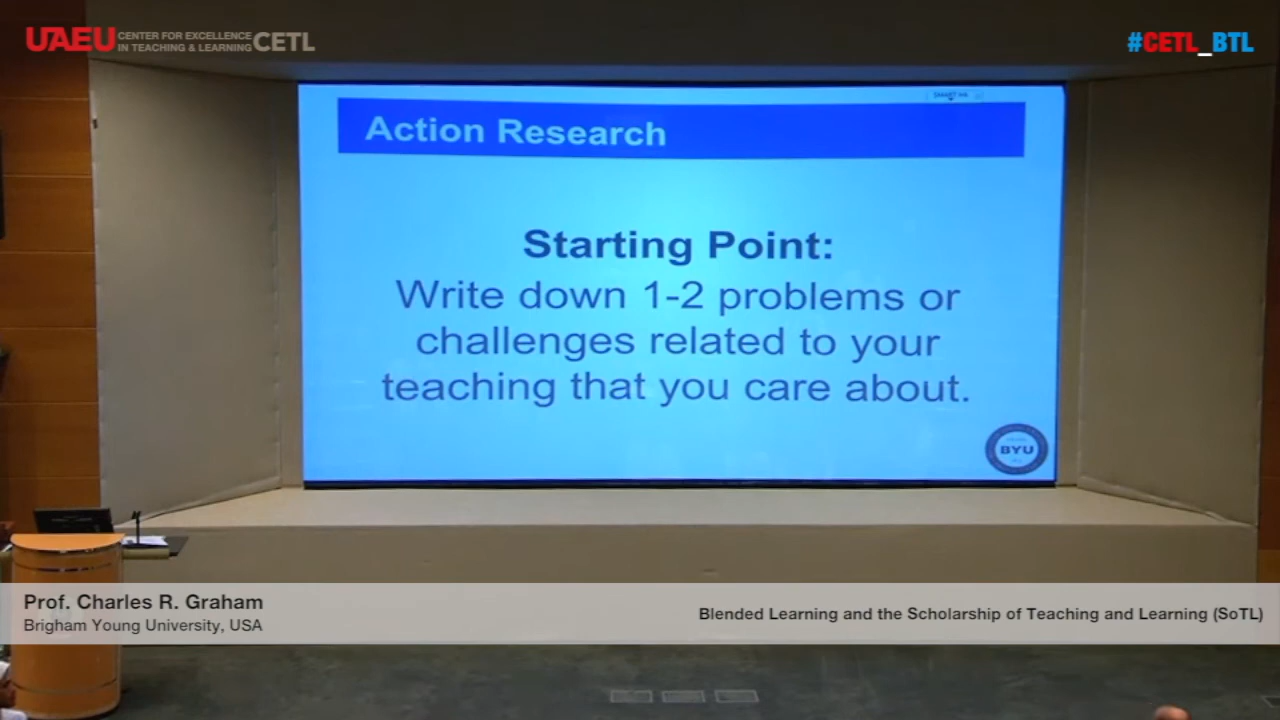 UAEU CENTER FOR EXCELLENCE
IN TEACHING & LEARNING CETL
#CETL_BTL
Action Research
Starting Point:
Write down 1-2 problems or
challenges related to your
teaching that you care about.
BYU
Prof. Charles R. Graham
Brigham Young University, USA
Blended Learning and the Scholarship of Teaching and Learning (SoTL)